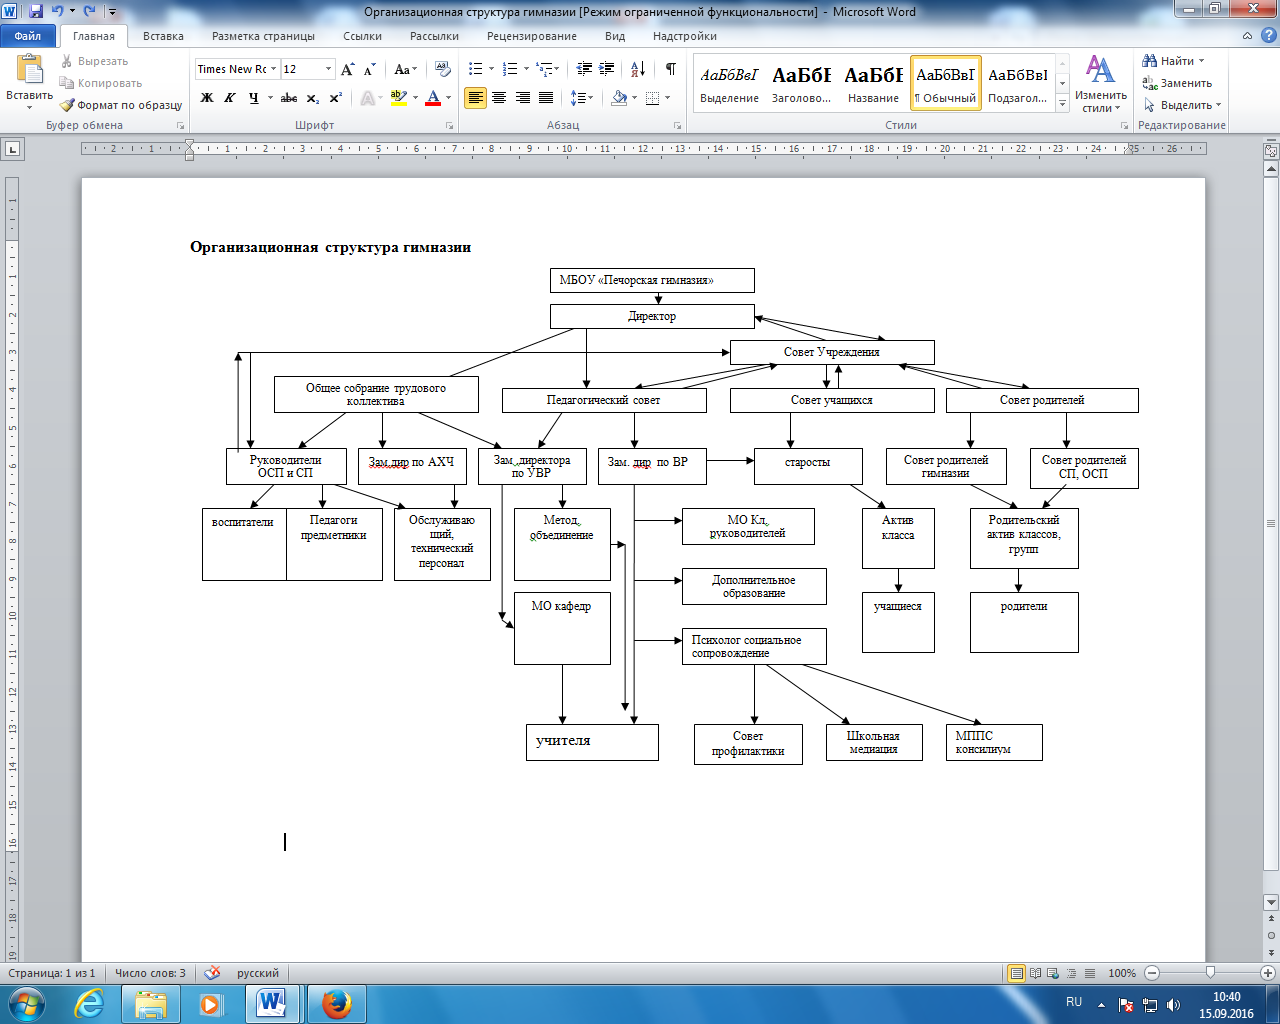 Организационная структура гимназии [Режим ограниченной функциональности] - Microsoft Word
Файл
Главная
Вставка
Разметка страницы
Ссылки
Рассылки
Рецензирование
Вид
Надстройки
Вставить
Вырезать
Копировать
Формат по образцу
Буфер обмена
Times New Rc
12
Шрифт
Абзац
АаБбВвІ
Выделение
АаБбЕ
Заголово...
АаБбЕ
Название
АаБбВвІ
¶ Обычный
АаБбВвІ
Подзагол...
Изменить
стили
Стили
Найти
Заменить
Выделить
Редактирование
Организационная структура гимназии
МБОУ «Печорская гимназия»
Директор
Совет Учреждения
Общее собрание трудового
коллектива
Педагогический совет
Совет учащихся
Совет родителей
Руководители
ОСП и СП
Зам.дир по АХЧ
Зам. директора
по УВР
Зам. дир по ВР
старосты
Совет родителей
гимназии
Совет родителей
СП, ОСП
воспитатели
Педагоги
предметники
Обслуживаю
щий,
технический
персонал
Метод.
объединение
МО Кл.
руководителей
Актив
класса
Родительский
актив классов,
групп
Дополнительное
образование
МО кафедр
учащиеся
родители
Психолог социальное
сопровождение
учителя
Совет
профилактики
Школьная
медиация
МППС
консилиум
Страница: 1 из 1
Число слов: 3
русский
100%
RU
10:40
15.09.2016